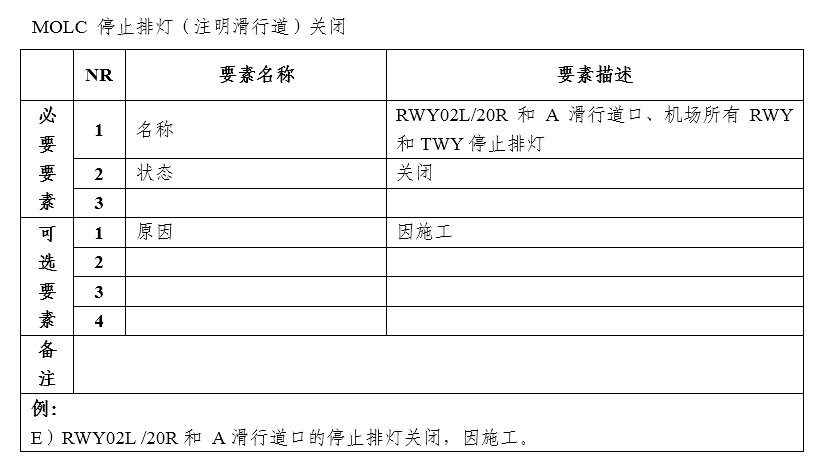 MOLC 停止排灯（注明滑行道）关闭
NR 要素名称 要素描述
必要要素
1 名称 RWY02L/20R 和 A 滑行道口、机场所有 RWY
和 TWY 停止排灯
2 状态 关闭
3
可选要素
1 原因 因施工
2
3
4
备注
例：
E）RWY02L /20R 和 A 滑行道口的停止排灯关闭，因施工。